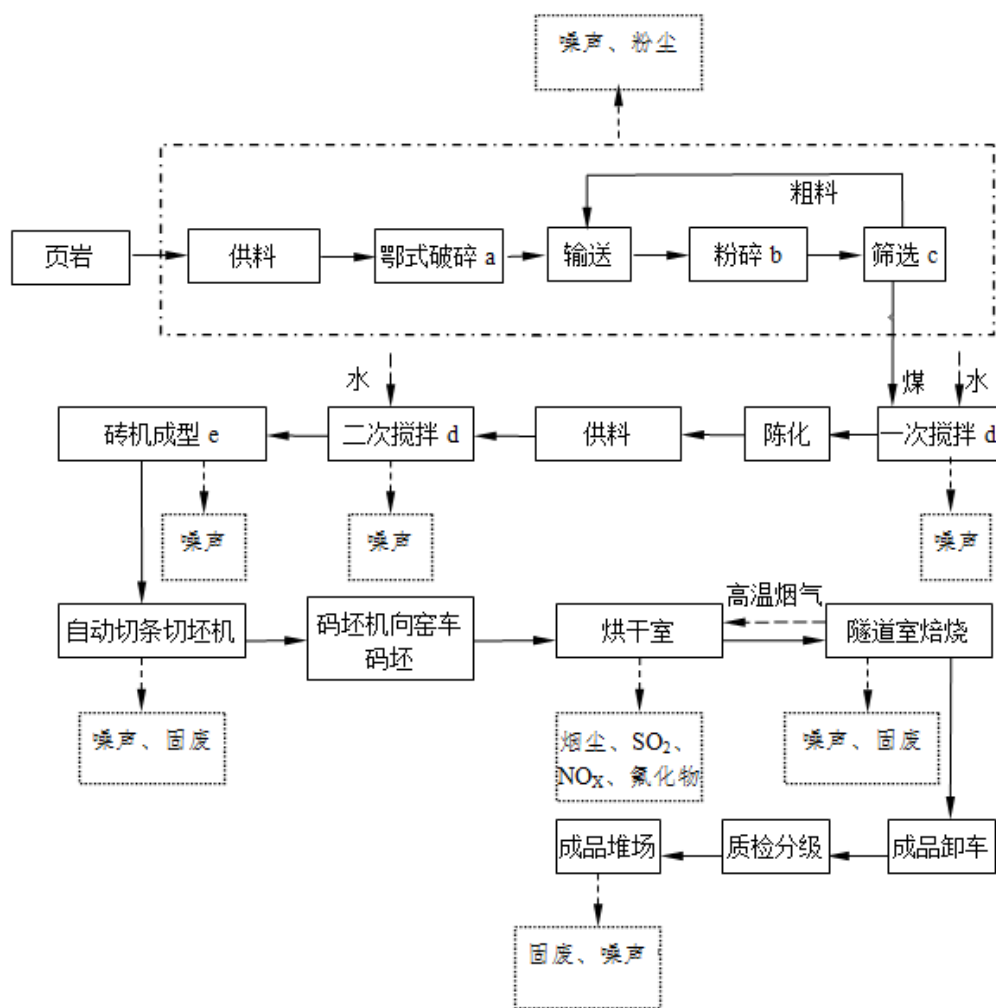 噪声、粉尘
粗料
页岩
供料
鄂式破碎 a
输送
粉碎 b
筛选 c
水
煤
水
砖机成型 e
二次搅拌 d
供料
陈化
一次搅拌 d
噪声
噪声
噪声
高温烟气
自动切条切坯机
码坯机向窑车
码坯
烘干室
隧道室焙烧
噪声、固废
烟尘、SO₂、
NOX、氟化物
噪声、固废
成品堆场
质检分级
成品卸车
固废、噪声